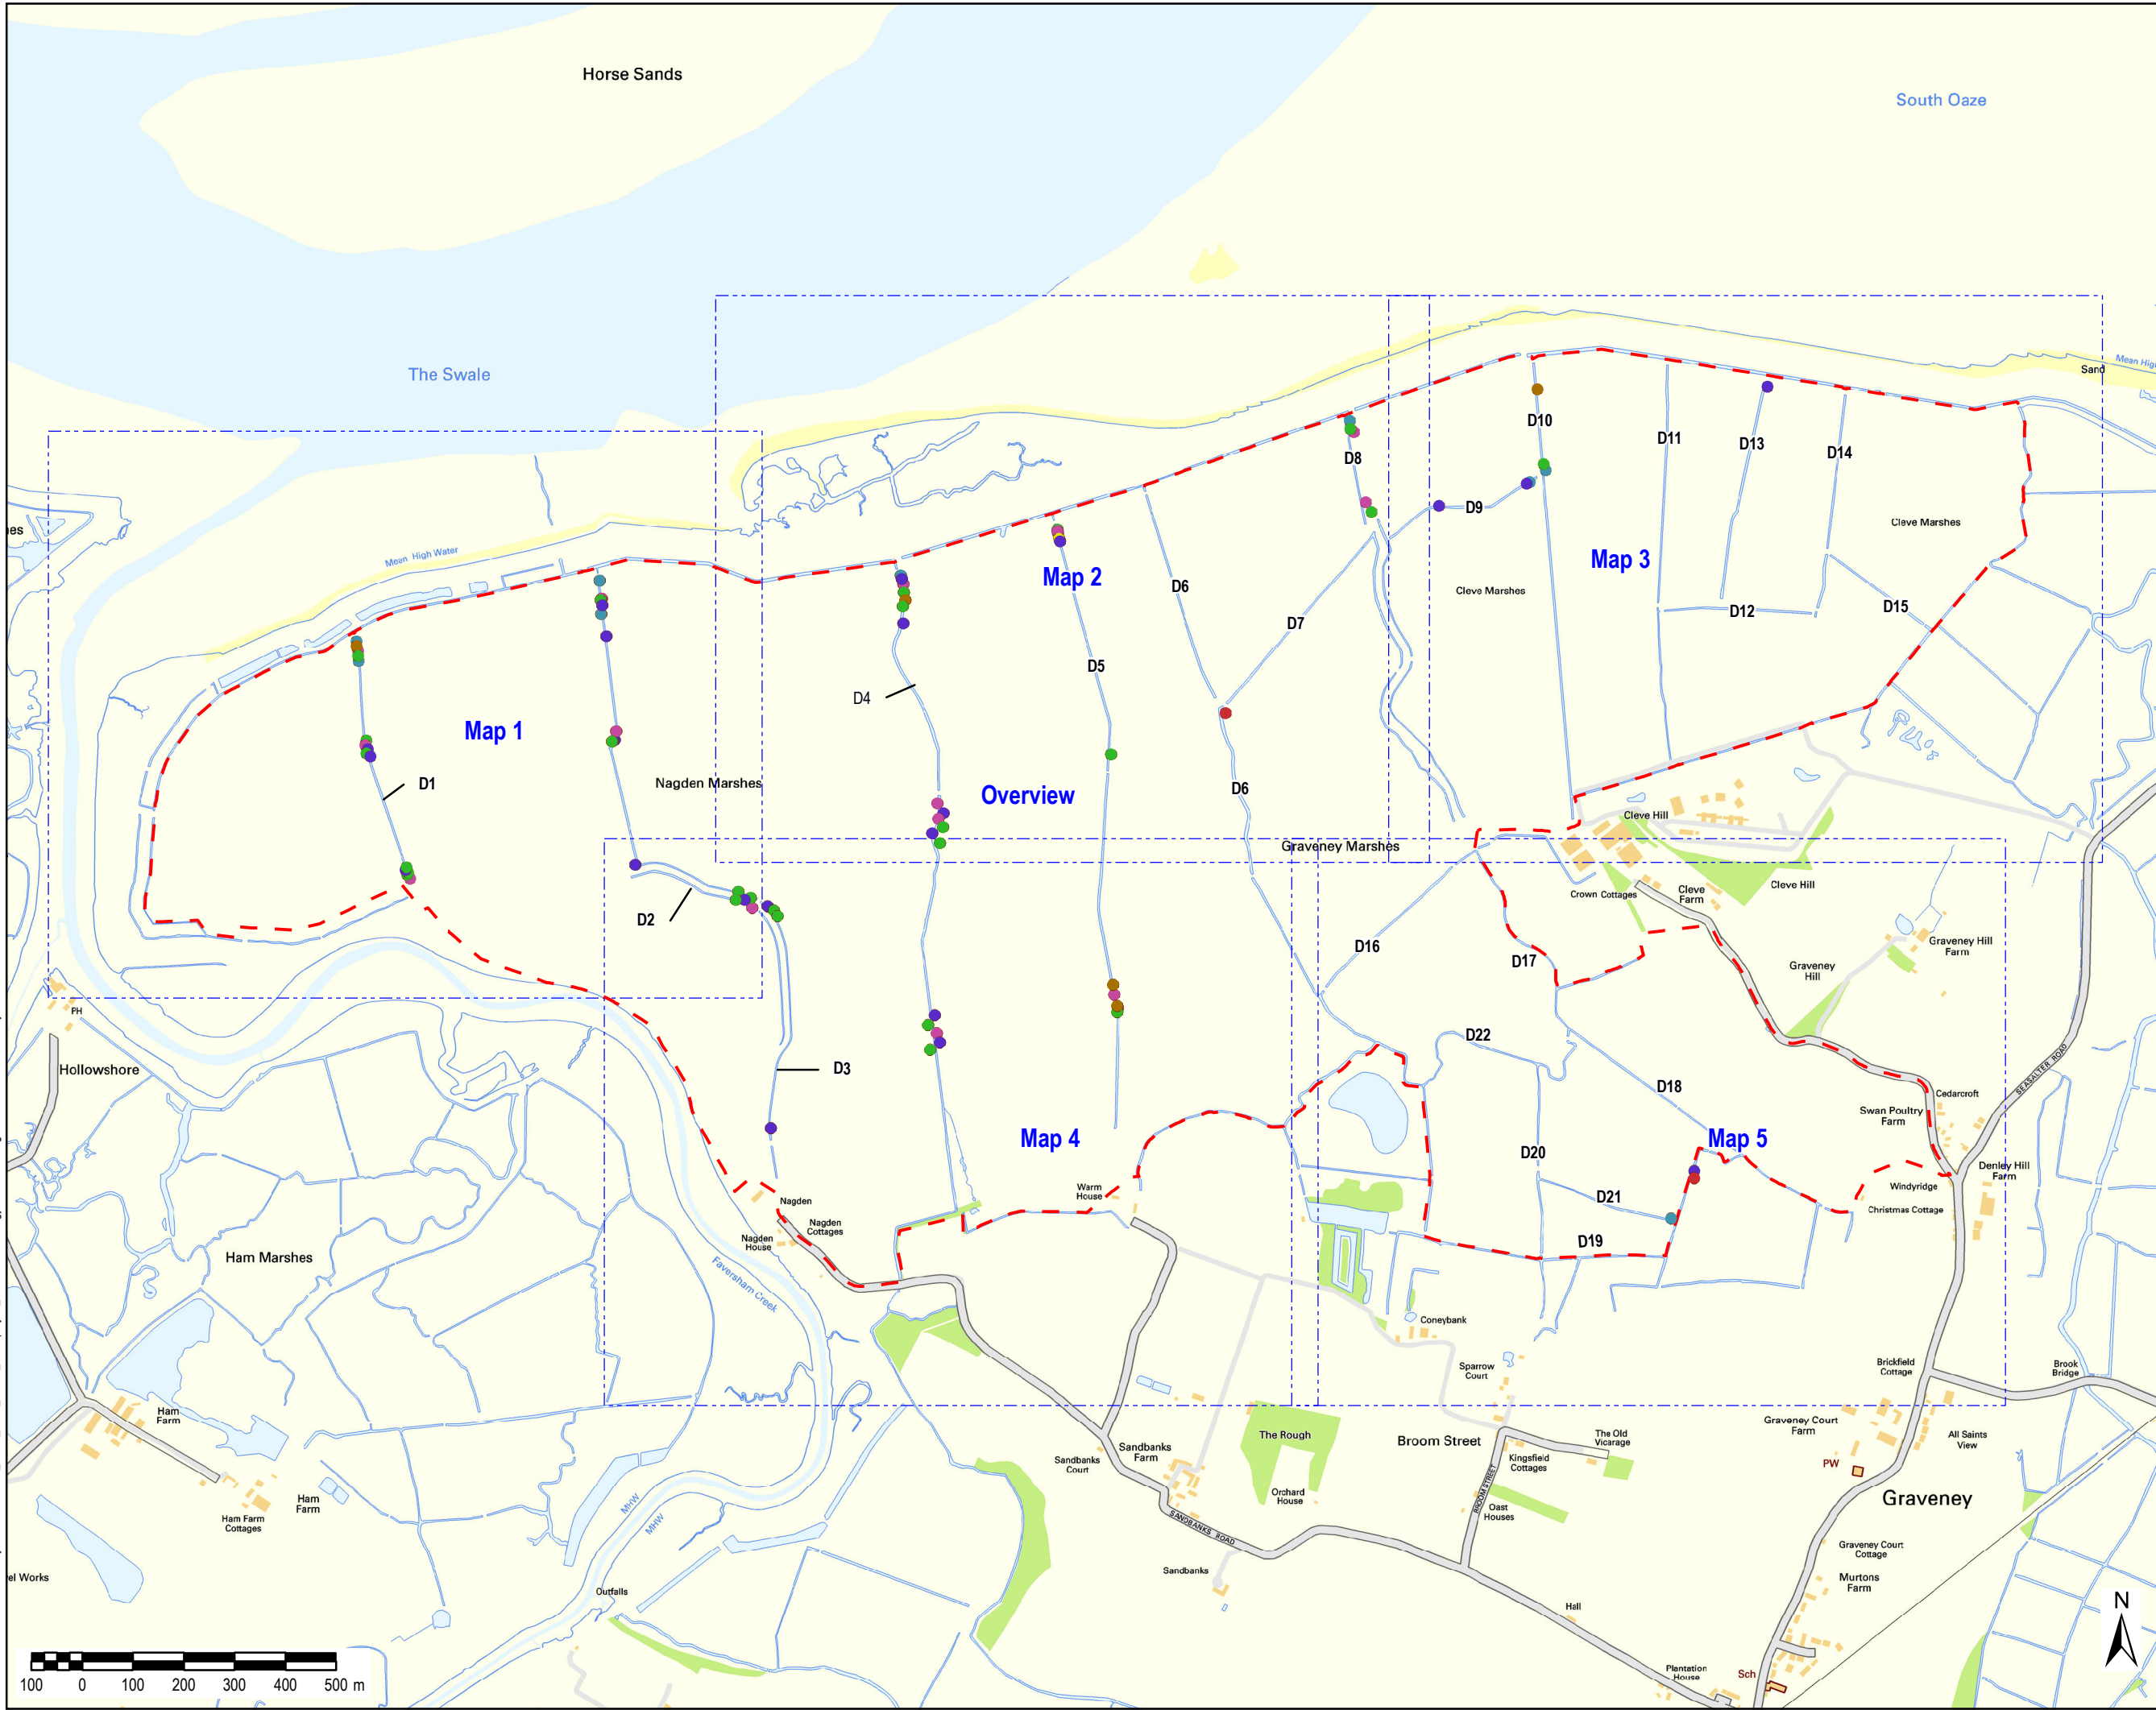 Horse Sands
South Oaze
The Swale
Mean High Water
Sand
Map 1
Map 2
Map 3
Map 4
Map 5
Overview
D1
D2
D3
D4
D5
D6
D6
D7
D8
D9
D10
D11
D12
D13
D14
D15
D16
D17
D18
D19
D20
D21
D22
Cleve Marshes
Cleve Marshes
Nagden Marshes
Graveney Marshes
Cleve Hill
Crown Cottages
Cleve
Farm
Cleve Hill
Graveney Hill
Farm
Graveney
Hill
PH
Hollowshore
SEASALTER ROAD
Cedarcroft
Swan Poultry
Farm
Denley Hill
Farm
Windyridge
Christmas Cottage
Warm
House
Nagden
Nagden
Cottages
Nagden
House
Ham Marshes
Faversham Creek
Coneybank
Sparrow
Court
Brickfield
Cottage
Brook
Bridge
Ham
Farm
Ham
Farm
Ham Farm
Cottages
MHW
MHW
Sandbanks
Court
Sandbanks
Farm
The Rough
Orchard
House
Broom Street
BROOM STREET
The Old
Vicarage
Kingsfield
Cottages
Oast
Houses
Graveney Court
Farm
All Saints
View
PW
Graveney
SANDBANKS ROAD
Sandbanks
Graveney Court
Cottage
Murtons
Farm
el Works
Outfalls
Hall
Plantation
House
Sch
N
100 0 100 200 300 400 500 m